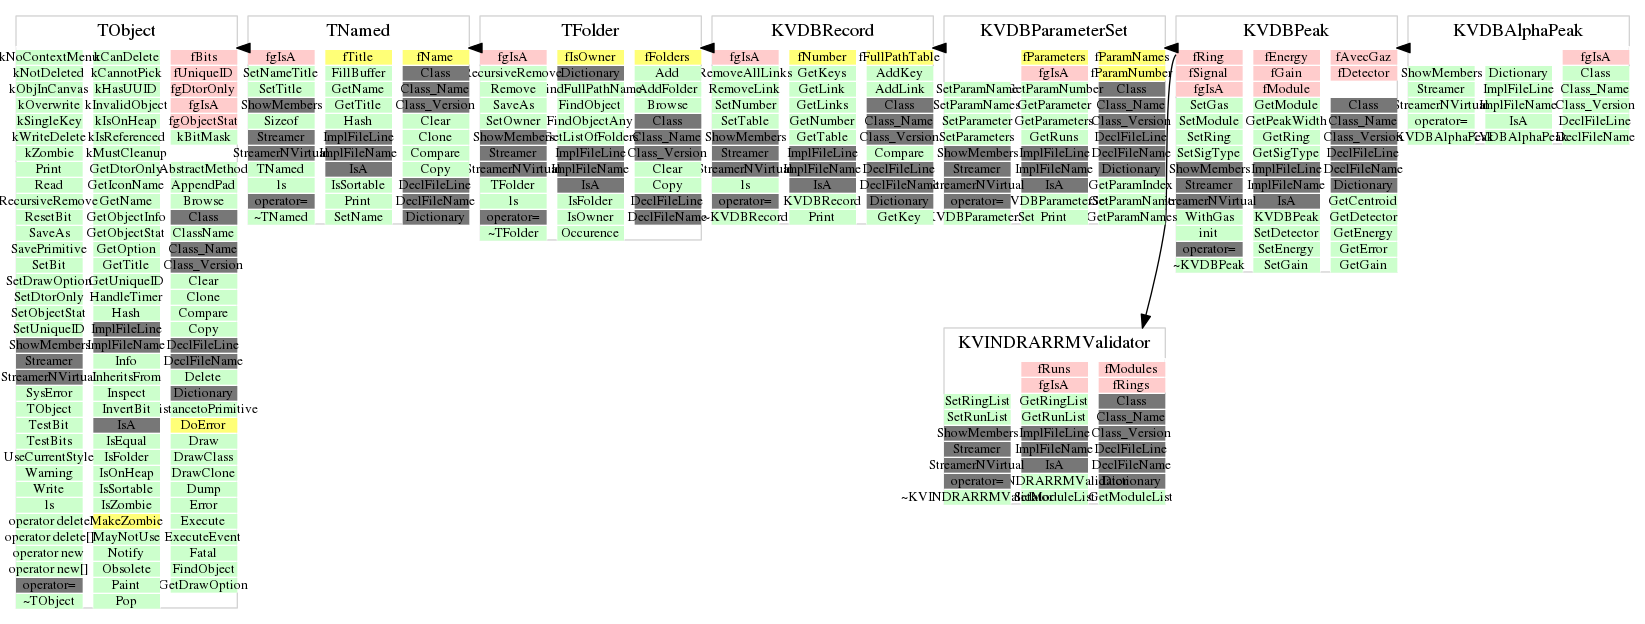 TObject
kNoContextMenu kCanDelete fBits
kNotDeleted kCannotPick fUniqueID
kObjInCanvas kHasUUID fgDtorOnly
kOverwrite kInvalidObject fgIsA
kSingleKey kIsOnHeap fgObjectStat
kWriteDelete kIsReferenced kBitMask
kZombie kMustCleanup
Print GetDtorOnly AbstractMethod
Read GetIconName AppendPad
RecursiveRemove GetName Browse
ResetBit GetObjectInfo Class
SaveAs GetObjectStat ClassName
SavePrimitive GetOption Class_Name
SetBit GetTitle Class_Version
SetDrawOption GetUniqueID Clear
SetDtorOnly HandleTimer Clone
SetObjectStat Hash Compare
SetUniqueID ImplFileLine Copy
ShowMembers ImplFileName DeclFileLine
Streamer Info DeclFileName
StreamerNVirtual InheritsFrom Delete
SysError Inspect Dictionary
TObject InvertBit istancetoPrimitive
TestBit IsA DoError
TestBits IsEqual Draw
UseCurrentStyle IsFolder DrawClass
Warning IsOnHeap DrawClone
Write IsSortable Dump
ls IsZombie Error
operator delete MakeZombie Execute
operator delete[] MayNotUse ExecuteEvent
operator new Notify Fatal
operator new[] Obsolete FindObject
operator= Paint GetDrawOption
~TObject Pop
TNamed
fgIsA fTitle fName
SetNameTitle FillBuffer Class
SetTitle GetName Class_Name
ShowMembers GetTitle Class_Version
Sizeof Hash Clear
Streamer ImplFileLine Clone
StreamerNVirtual ImplFileName Compare
TNamed IsA Copy
ls IsSortable DeclFileLine
operator= Print DeclFileName
~TNamed SetName Dictionary
TFolder
fgIsA fIsOwner fFolders
RecursiveRemove Dictionary Add
Remove FindFullPathName AddFolder
SaveAs FindObject Browse
SetOwner FindObjectAny Class
ShowMembers GetListOfFolders Class_Name
Streamer ImplFileLine Class_Version
StreamerNVirtual ImplFileName Clear
TFolder IsA Copy
ls IsFolder DeclFileLine
operator= IsOwner DeclFileName
~TFolder Occurence
KVDBRecord
fgIsA fNumber fFullPathTable
RemoveAllLinks GetKeys AddKey
RemoveLink GetLink AddLink
SetNumber GetLinks Class
SetTable GetNumber Class_Name
ShowMembers GetTable Class_Version
Streamer ImplFileLine Compare
StreamerNVirtual ImplFileName DeclFileLine
ls IsA DeclFileName
operator= KVDBRecord Dictionary
~KVDBRecord Print GetKey
KVDBParameterSet
fParameters fParamNames
fgIsA fParamNumber
SetParamName GetParamNumber Class
SetParamNames GetParameter Class_Name
SetParameter GetParameters Class_Version
SetParameters GetRuns DeclFileLine
ShowMembers ImplFileLine DeclFileName
Streamer ImplFileName Dictionary
StreamerNVirtual IsA GetParamIndex
operator= KVDBParameterSet GetParamName
~KVDBParameterSet Print GetParamNames
KVDBPeak
fRing fEnergy fAvecGaz
fSignal fGain fDetector
fgIsA fModule
SetGas GetModule Class
SetModule GetPeakWidth Class_Name
SetRing GetRing Class_Version
SetSigType GetSigType DeclFileLine
ShowMembers ImplFileLine DeclFileName
Streamer ImplFileName Dictionary
StreamerNVirtual IsA GetCentroid
WithGas KVDBPeak GetDetector
init SetDetector GetEnergy
operator= SetEnergy GetError
~KVDBPeak SetGain GetGain
KVDBAlphaPeak
fgIsA
ShowMembers Dictionary Class
Streamer ImplFileLine Class_Name
StreamerNVirtual ImplFileName Class_Version
operator= IsA DeclFileLine
~KVDBAlphaPeak KVDBAlphaPeak DeclFileName
KVINDRARRMValidator
fRuns fModules
fgIsA fRings
SetRingList GetRingList Class
SetRunList GetRunList Class_Name
ShowMembers ImplFileLine Class_Version
Streamer ImplFileName DeclFileLine
StreamerNVirtual IsA DeclFileName
operator= KVINDRARRMValidator Dictionary
~KVINDRARRMValidator SetModuleList GetModuleList